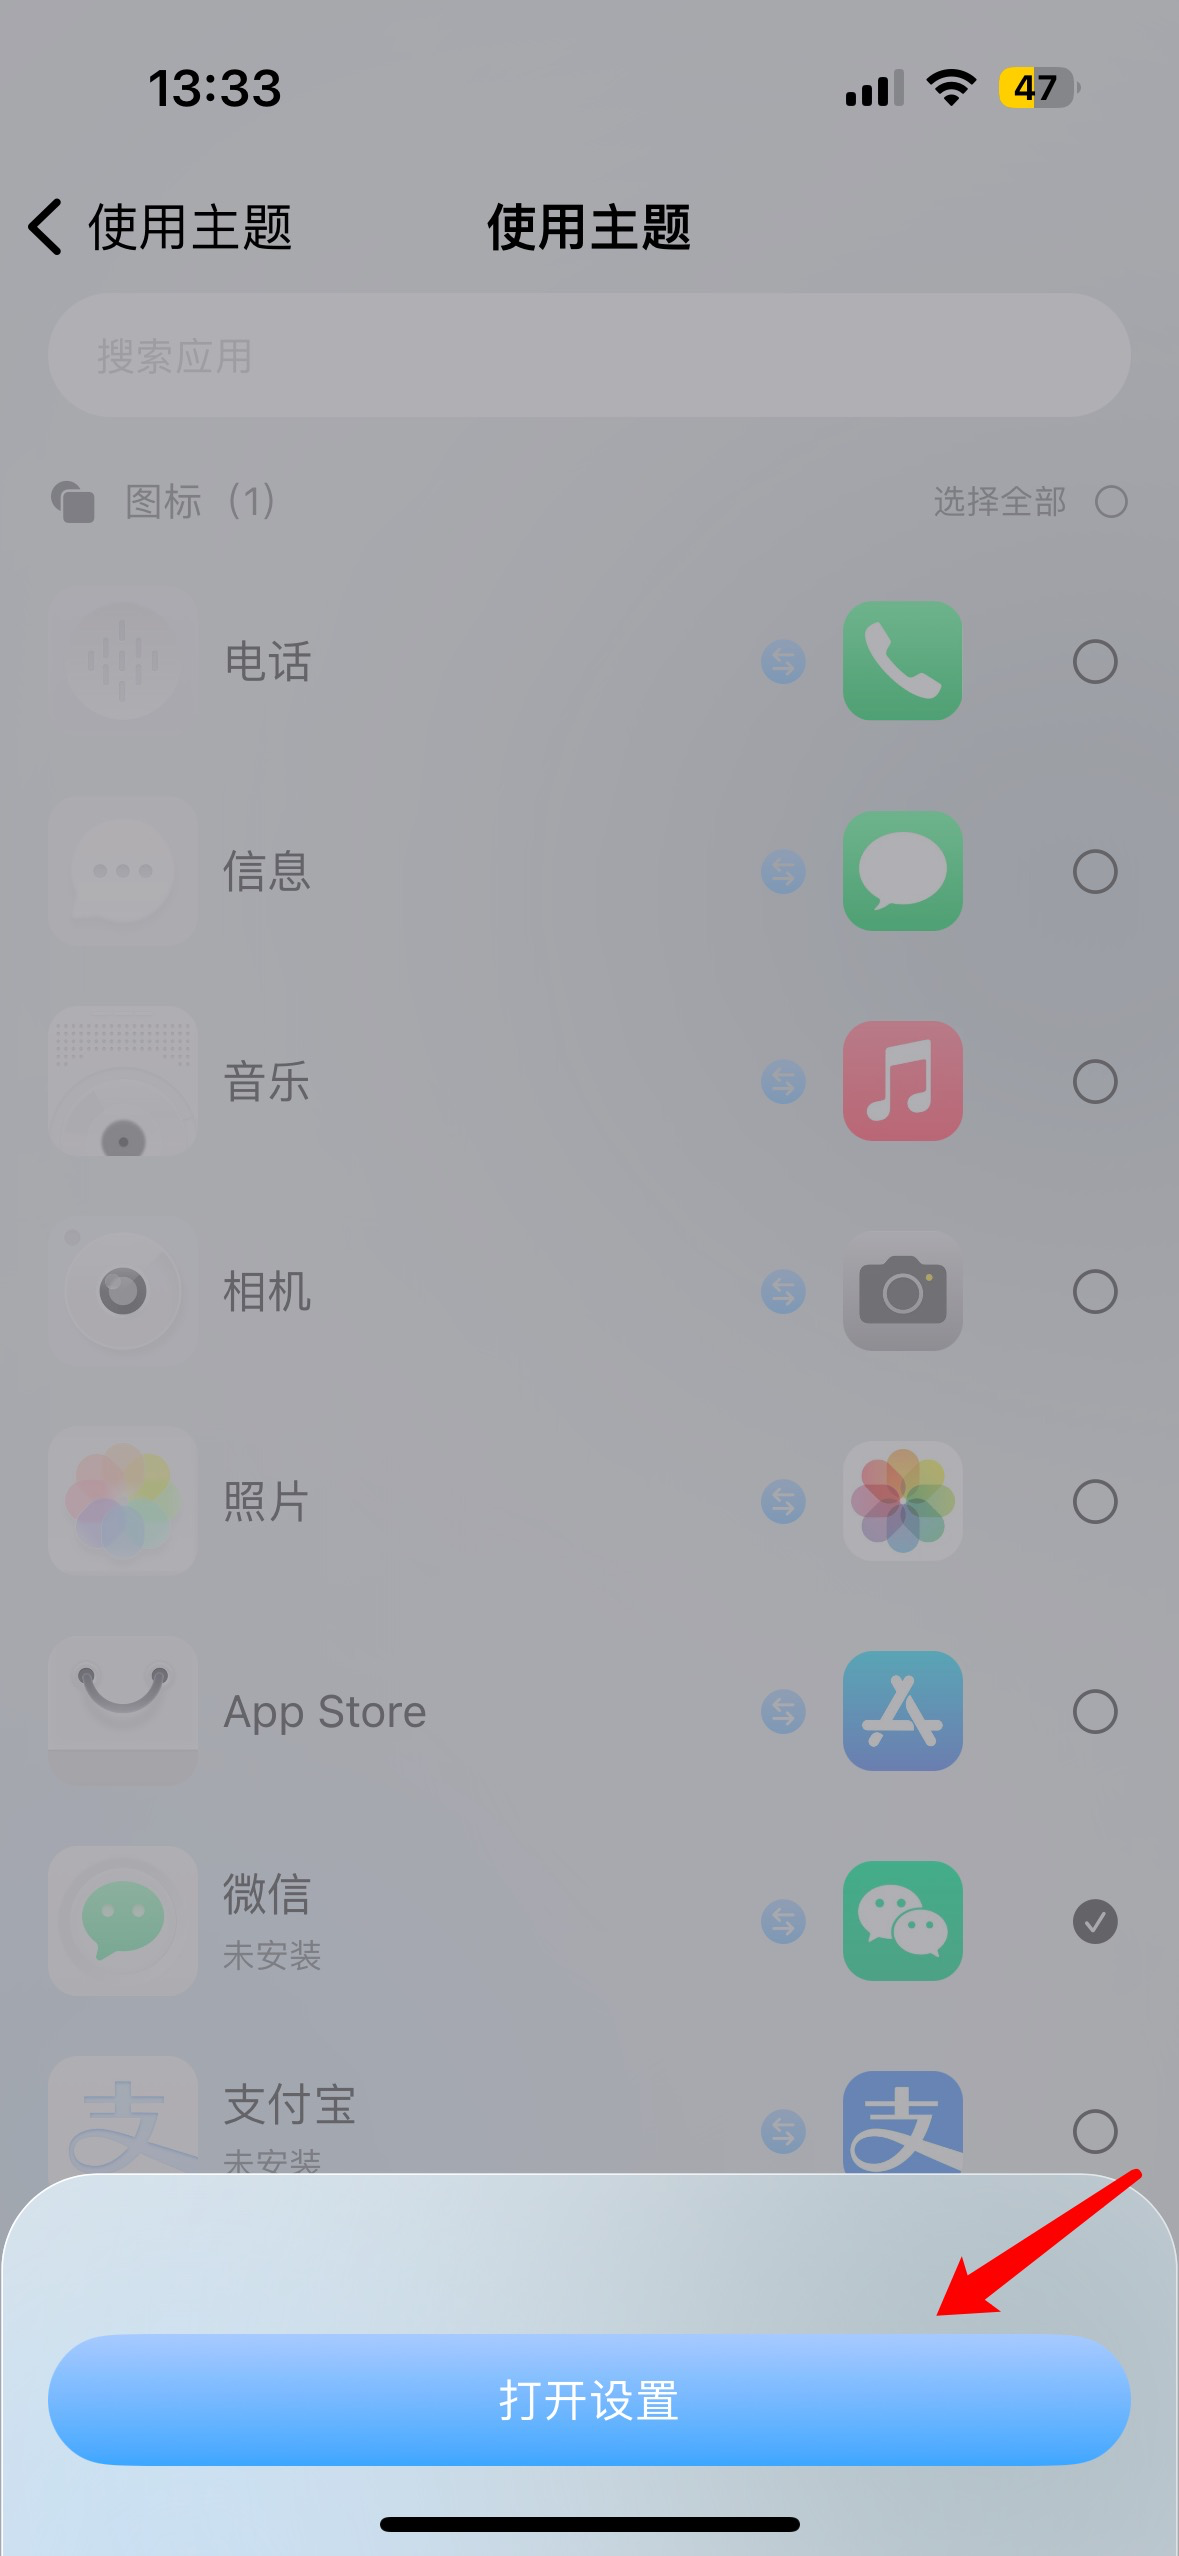 13:33
47
使用主题
使用主题
搜索应用
图标（1）
选择全部
电话
信息
音乐
相机
照片
App Store
微信
未安装
支付宝
未安装
支
支
打开设置